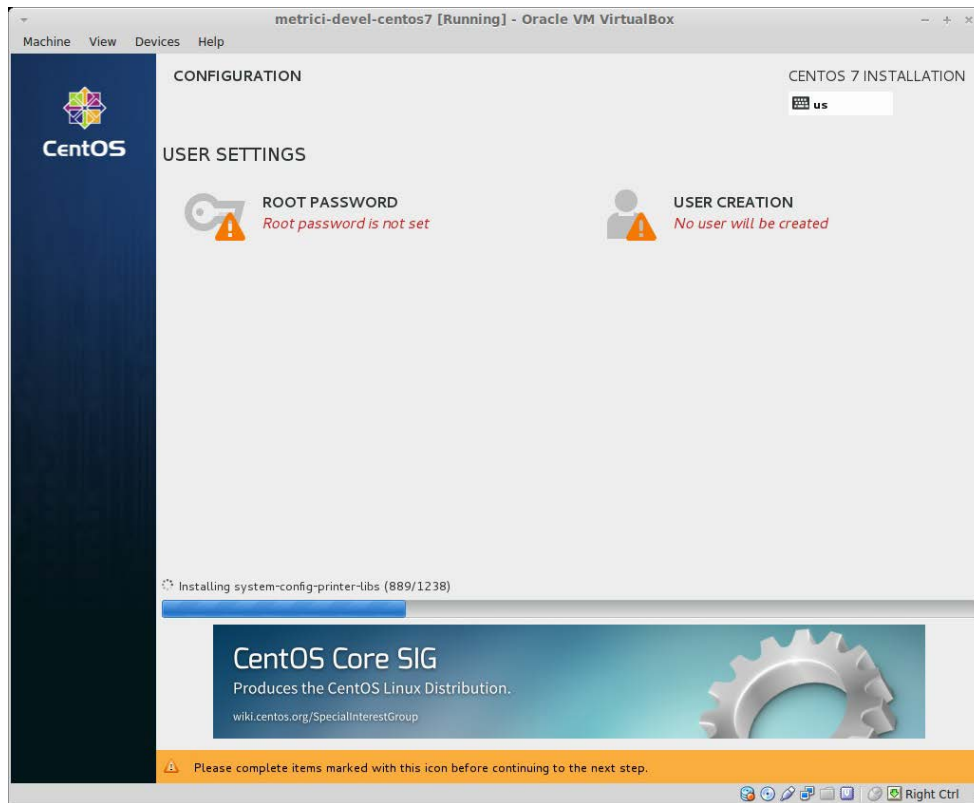 metrici-devel-centos7 [Running] - Oracle VM VirtualBox
Machine View Devices Help
CentOS
CONFIGURATION
CENTOS 7 INSTALLATION
us
USER SETTINGS
ROOT PASSWORD
Root password is not set
USER CREATION
No user will be created
Installing system-config-printer-libs (889/1238)
CentOS Core SIG
Produces the CentOS Linux Distribution.
wiki.centos.org/SpecialInterestGroup
Please complete items marked with this icon before continuing to the next step.
Right Ctrl